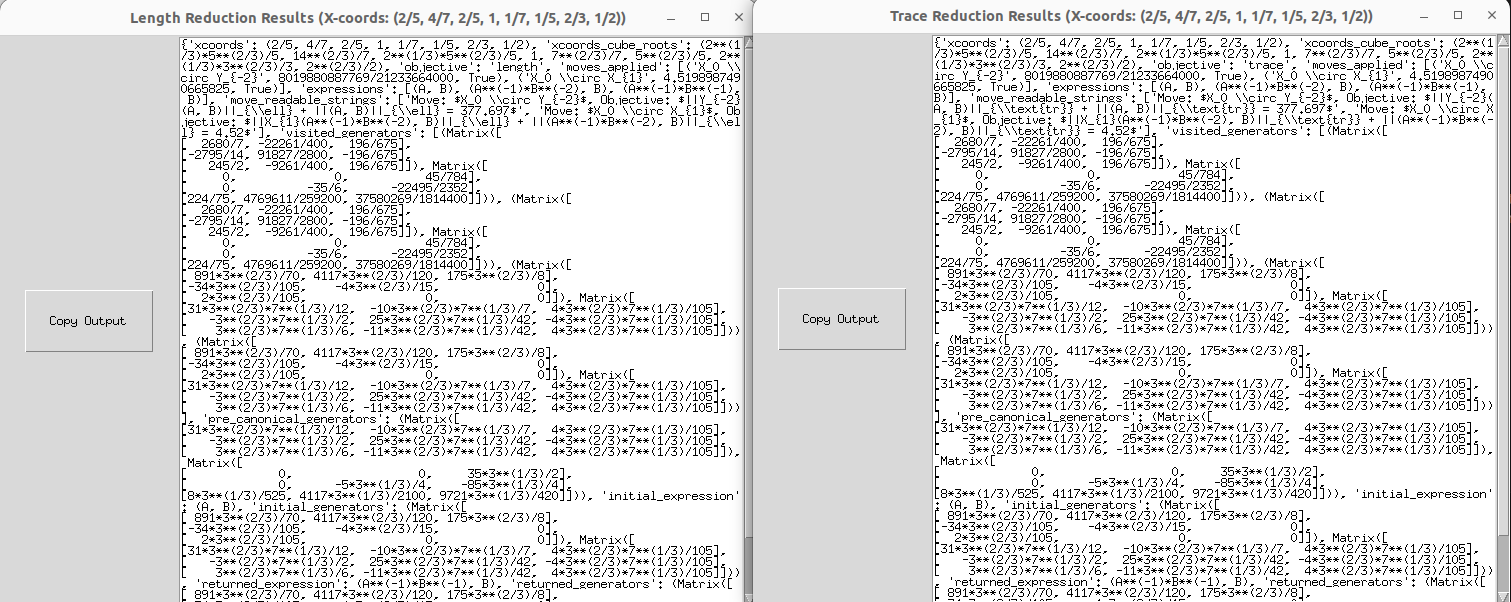 Length Reduction Results (X-coords: (2/5, 4/7, 2/5, 1, 1/7, 1/5, 2/3, 1/2))
Copy Output
{'xcoords': (2/5, 4/7, 2/5, 1, 1/7, 1/5, 2/3, 1/2), 'xcoords_cube_roots': (2**(1
/3)*5**(2/3)/5, 14**(2/3)/7, 2**(1/3)*5**(2/3)/5, 1, 7**(2/3)/7, 5**(2/3)/5, 2**
(1/3)*3**(2/3)/3, 2**(2/3)/2), 'objective': 'length', 'moves_applied': [('X_0 \\
circ Y_{-2}', 8019880887769/21233664000, True), ('X_0 \\circ X_{1}', 4.519898749
0665825, True)], 'expressions': [(A, B), (A**(-1)*B**(-2), B), (A**(-1)*B**(-1),
B)], 'move_readable_strings': ['Move: $X_0 \\circ Y_{-2}$, Objective: $||Y_{-2}
(A, B)||_{\\ell} + ||(A, B)||_{\\ell} = 377.697$', 'Move: $X_0 \\circ X_{1}$, Ob
jective: $||X_{1}(A**(-1)*B**(-2), B)||_{\\ell} + ||(A**(-1)*B**(-2), B)||_{\\el
l} = 4.52$'], 'visited_generators': [(Matrix([
[ 2680/7, -22261/400, 196/675],
[-2795/14, 91827/2800, -196/675],
[ 245/2, -9261/400, -196/675]]), Matrix([
[ 0, 0, 45/784],
[ 0, -35/6, -22495/2352],
[224/75, 4769611/259200, 37580269/1814400]])), (Matrix([
[ 2680/7, -22261/400, 196/675],
[-2795/14, 91827/2800, -196/675],
[ 245/2, -9261/400, -196/675]]), Matrix([
[ 0, 0, 45/784],
[ 0, -35/6, -22495/2352],
[224/75, 4769611/259200, 37580269/1814400]])), (Matrix([
[ 891*3**(2/3)/70, 4117*3**(2/3)/120, 175*3**(2/3)/8],
[-34*3**(2/3)/105, -4*3**(2/3)/15, 0],
[ 2*3**(2/3)/105, 0, 0]]), Matrix([
[31*3**(2/3)*7**(1/3)/12, -10*3**(2/3)*7**(1/3)/7, 4*3**(2/3)*7**(1/3)/105],
[ -3**(2/3)*7**(1/3)/2, 25*3**(2/3)*7**(1/3)/42, -4*3**(2/3)*7**(1/3)/105],
[ 3**(2/3)*7**(1/3)/6, -11*3**(2/3)*7**(1/3)/42, 4*3**(2/3)*7**(1/3)/105]]))
, (Matrix([
[ 891*3**(2/3)/70, 4117*3**(2/3)/120, 175*3**(2/3)/8],
[-34*3**(2/3)/105, -4*3**(2/3)/15, 0],
[ 2*3**(2/3)/105, 0, 0]]), Matrix([
[31*3**(2/3)*7**(1/3)/12, -10*3**(2/3)*7**(1/3)/7, 4*3**(2/3)*7**(1/3)/105],
[ -3**(2/3)*7**(1/3)/2, 25*3**(2/3)*7**(1/3)/42, -4*3**(2/3)*7**(1/3)/105],
[ 3**(2/3)*7**(1/3)/6, -11*3**(2/3)*7**(1/3)/42, 4*3**(2/3)*7**(1/3)/105]]))
], 'pre_canonical_generators': (Matrix([
[31*3**(2/3)*7**(1/3)/12, -10*3**(2/3)*7**(1/3)/7, 4*3**(2/3)*7**(1/3)/105],
[ -3**(2/3)*7**(1/3)/2, 25*3**(2/3)*7**(1/3)/42, -4*3**(2/3)*7**(1/3)/105],
[ 3**(2/3)*7**(1/3)/6, -11*3**(2/3)*7**(1/3)/42, 4*3**(2/3)*7**(1/3)/105]]),
Matrix([
[ 0, 0, 35*3**(1/3)/2],
[ 0, -5*3**(1/3)/4, -85*3**(1/3)/4],
[8*3**(1/3)/525, 4117*3**(1/3)/2100, 9721*3**(1/3)/420]])), 'initial_expression'
: (A, B), 'initial_generators': (Matrix([
[ 891*3**(2/3)/70, 4117*3**(2/3)/120, 175*3**(2/3)/8],
[-34*3**(2/3)/105, -4*3**(2/3)/15, 0],
[ 2*3**(2/3)/105, 0, 0]]), Matrix([
[31*3**(2/3)*7**(1/3)/12, -10*3**(2/3)*7**(1/3)/7, 4*3**(2/3)*7**(1/3)/105],
[ -3**(2/3)*7**(1/3)/2, 25*3**(2/3)*7**(1/3)/42, -4*3**(2/3)*7**(1/3)/105],
[ 3**(2/3)*7**(1/3)/6, -11*3**(2/3)*7**(1/3)/42, 4*3**(2/3)*7**(1/3)/105]]))
, 'returned_expression': (A**(-1)*B**(-1), B), 'returned_generators': (Matrix([
[ 891*3**(2/3)/70, 4117*3**(2/3)/120, 175*3**(2/3)/8],
Trace Reduction Results (X-coords: (2/5, 4/7, 2/5, 1, 1/7, 1/5, 2/3, 1/2))
Copy Output
{'xcoords': (2/5, 4/7, 2/5, 1, 1/7, 1/5, 2/3, 1/2), 'xcoords_cube_roots': (2**(1
/3)*5**(2/3)/5, 14**(2/3)/7, 2**(1/3)*5**(2/3)/5, 1, 7**(2/3)/7, 5**(2/3)/5, 2**
(1/3)*3**(2/3)/3, 2**(2/3)/2), 'objective': 'trace', 'moves_applied': [('X_0 \\c
irc Y_{-2}', 8019880887769/21233664000, True), ('X_0 \\circ X_{1}', 4.5198987490
665825, True)], 'expressions': [(A, B), (A**(-1)*B**(-2), B), (A**(-1)*B**(-1),
B)], 'move_readable_strings': ['Move: $X_0 \\circ Y_{-2}$, Objective: $||Y_{-2}(
A, B)||_{\\text{tr}} + ||(A, B)||_{\\text{tr}} = 377.697$', 'Move: $X_0 \\circ X
_{1}$, Objective: $||X_{1}(A**(-1)*B**(-2), B)||_{\\text{tr}} + ||(A**(-1)*B**(-
2), B)||_{\\text{tr}} = 4.52$'], 'visited_generators': [(Matrix([
[ 2680/7, -22261/400, 196/675],
[-2795/14, 91827/2800, -196/675],
[ 245/2, -9261/400, -196/675]]), Matrix([
[ 0, 0, 45/784],
[ 0, -35/6, -22495/2352],
[224/75, 4769611/259200, 37580269/1814400]])), (Matrix([
[ 2680/7, -22261/400, 196/675],
[-2795/14, 91827/2800, -196/675],
[ 245/2, -9261/400, -196/675]]), Matrix([
[ 0, 0, 45/784],
[ 0, -35/6, -22495/2352],
[224/75, 4769611/259200, 37580269/1814400]])), (Matrix([
[ 891*3**(2/3)/70, 4117*3**(2/3)/120, 175*3**(2/3)/8],
[-34*3**(2/3)/105, -4*3**(2/3)/15, 0],
[ 2*3**(2/3)/105, 0, 0]]), Matrix([
[31*3**(2/3)*7**(1/3)/12, -10*3**(2/3)*7**(1/3)/7, 4*3**(2/3)*7**(1/3)/105],
[ -3**(2/3)*7**(1/3)/2, 25*3**(2/3)*7**(1/3)/42, -4*3**(2/3)*7**(1/3)/105],
[ 3**(2/3)*7**(1/3)/6, -11*3**(2/3)*7**(1/3)/42, 4*3**(2/3)*7**(1/3)/105]]))
, (Matrix([
[ 891*3**(2/3)/70, 4117*3**(2/3)/120, 175*3**(2/3)/8],
[-34*3**(2/3)/105, -4*3**(2/3)/15, 0],
[ 2*3**(2/3)/105, 0, 0]]), Matrix([
[31*3**(2/3)*7**(1/3)/12, -10*3**(2/3)*7**(1/3)/7, 4*3**(2/3)*7**(1/3)/105],
[ -3**(2/3)*7**(1/3)/2, 25*3**(2/3)*7**(1/3)/42, -4*3**(2/3)*7**(1/3)/105],
[ 3**(2/3)*7**(1/3)/6, -11*3**(2/3)*7**(1/3)/42, 4*3**(2/3)*7**(1/3)/105]]))
], 'pre_canonical_generators': (Matrix([
[31*3**(2/3)*7**(1/3)/12, -10*3**(2/3)*7**(1/3)/7, 4*3**(2/3)*7**(1/3)/105],
[ -3**(2/3)*7**(1/3)/2, 25*3**(2/3)*7**(1/3)/42, -4*3**(2/3)*7**(1/3)/105],
[ 3**(2/3)*7**(1/3)/6, -11*3**(2/3)*7**(1/3)/42, 4*3**(2/3)*7**(1/3)/105]]),
Matrix([
[ 0, 0, 35*3**(1/3)/2],
[ 0, -5*3**(1/3)/4, -85*3**(1/3)/4],
[8*3**(1/3)/525, 4117*3**(1/3)/2100, 9721*3**(1/3)/420]])), 'initial_expression'
: (A, B), 'initial_generators': (Matrix([
[ 891*3**(2/3)/70, 4117*3**(2/3)/120, 175*3**(2/3)/8],
[-34*3**(2/3)/105, -4*3**(2/3)/15, 0],
[ 2*3**(2/3)/105, 0, 0]]), Matrix([
[31*3**(2/3)*7**(1/3)/12, -10*3**(2/3)*7**(1/3)/7, 4*3**(2/3)*7**(1/3)/105],
[ -3**(2/3)*7**(1/3)/2, 25*3**(2/3)*7**(1/3)/42, -4*3**(2/3)*7**(1/3)/105],
[ 3**(2/3)*7**(1/3)/6, -11*3**(2/3)*7**(1/3)/42, 4*3**(2/3)*7**(1/3)/105]]))
, 'returned_expression': (A**(-1)*B**(-1), B), 'returned_generators': (Matrix([
[ 891*3**(2/3)/70, 4117*3**(2/3)/120, 175*3**(2/3)/8],